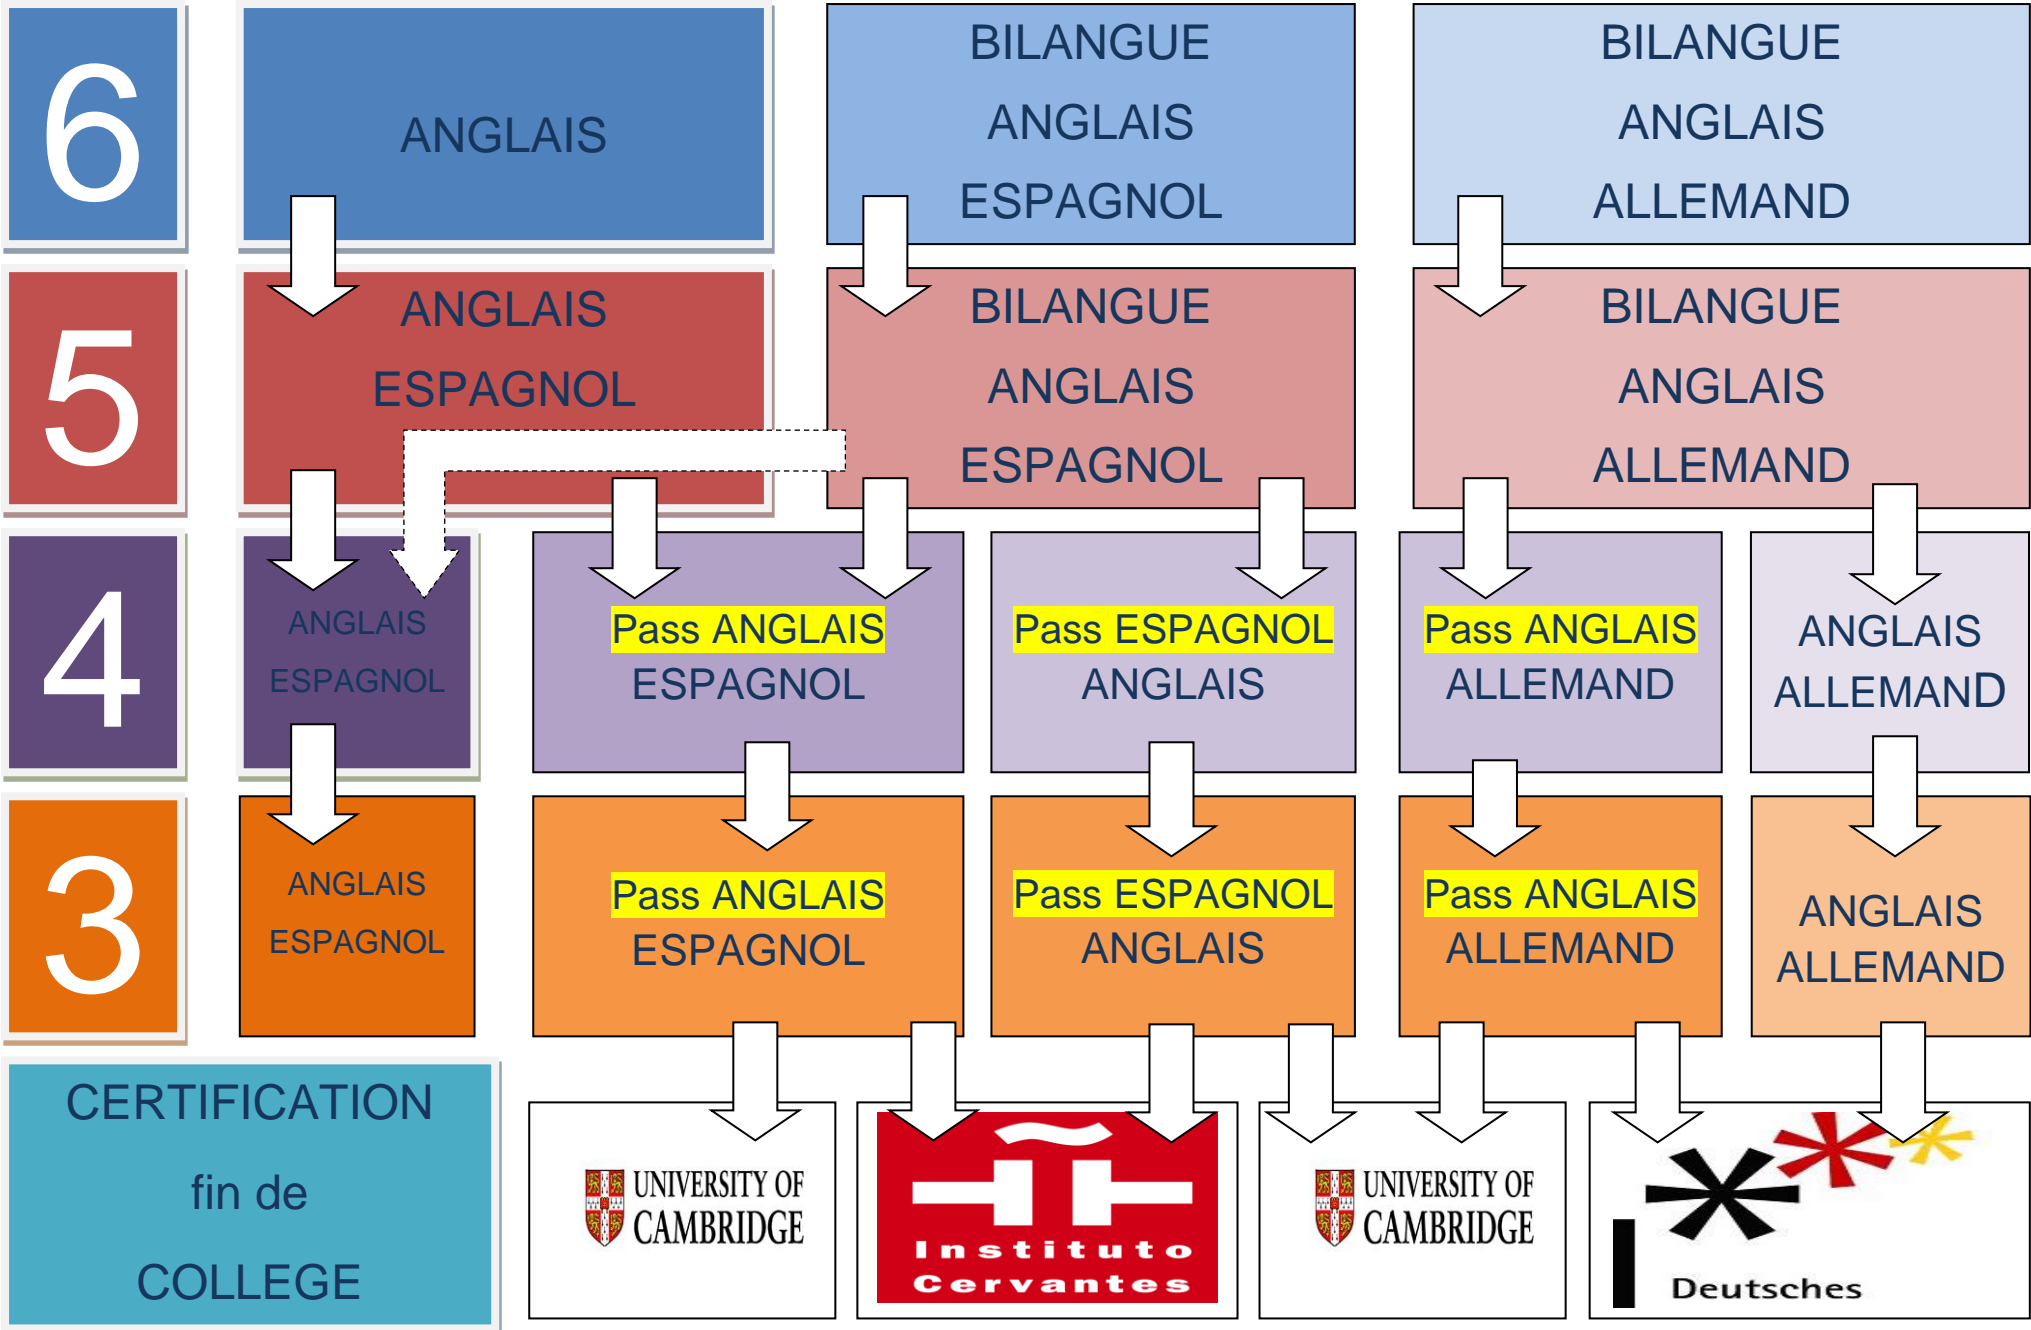 6
ANGLAIS
BILANGUE
ANGLAIS
ESPAGNOL
BILANGUE
ANGLAIS
ALLEMAND
5
ANGLAIS
ESPAGNOL
BILANGUE
ANGLAIS
ESPAGNOL
BILANGUE
ANGLAIS
ALLEMAND
4
ANGLAIS
ESPAGNOL
Pass ANGLAIS
ESPAGNOL
Pass ESPAGNOL
ANGLAIS
Pass ANGLAIS
ALLEMAND
ANGLAIS
ALLEMAND
3
ANGLAIS
ESPAGNOL
Pass ANGLAIS
ESPAGNOL
Pass ESPAGNOL
ANGLAIS
Pass ANGLAIS
ALLEMAND
ANGLAIS
ALLEMAND
CERTIFICATION
fin de
COLLEGE
UNIVERSITY OF
CAMBRIDGE
Instituto
Cervantes
UNIVERSITY OF
CAMBRIDGE
Deutsches